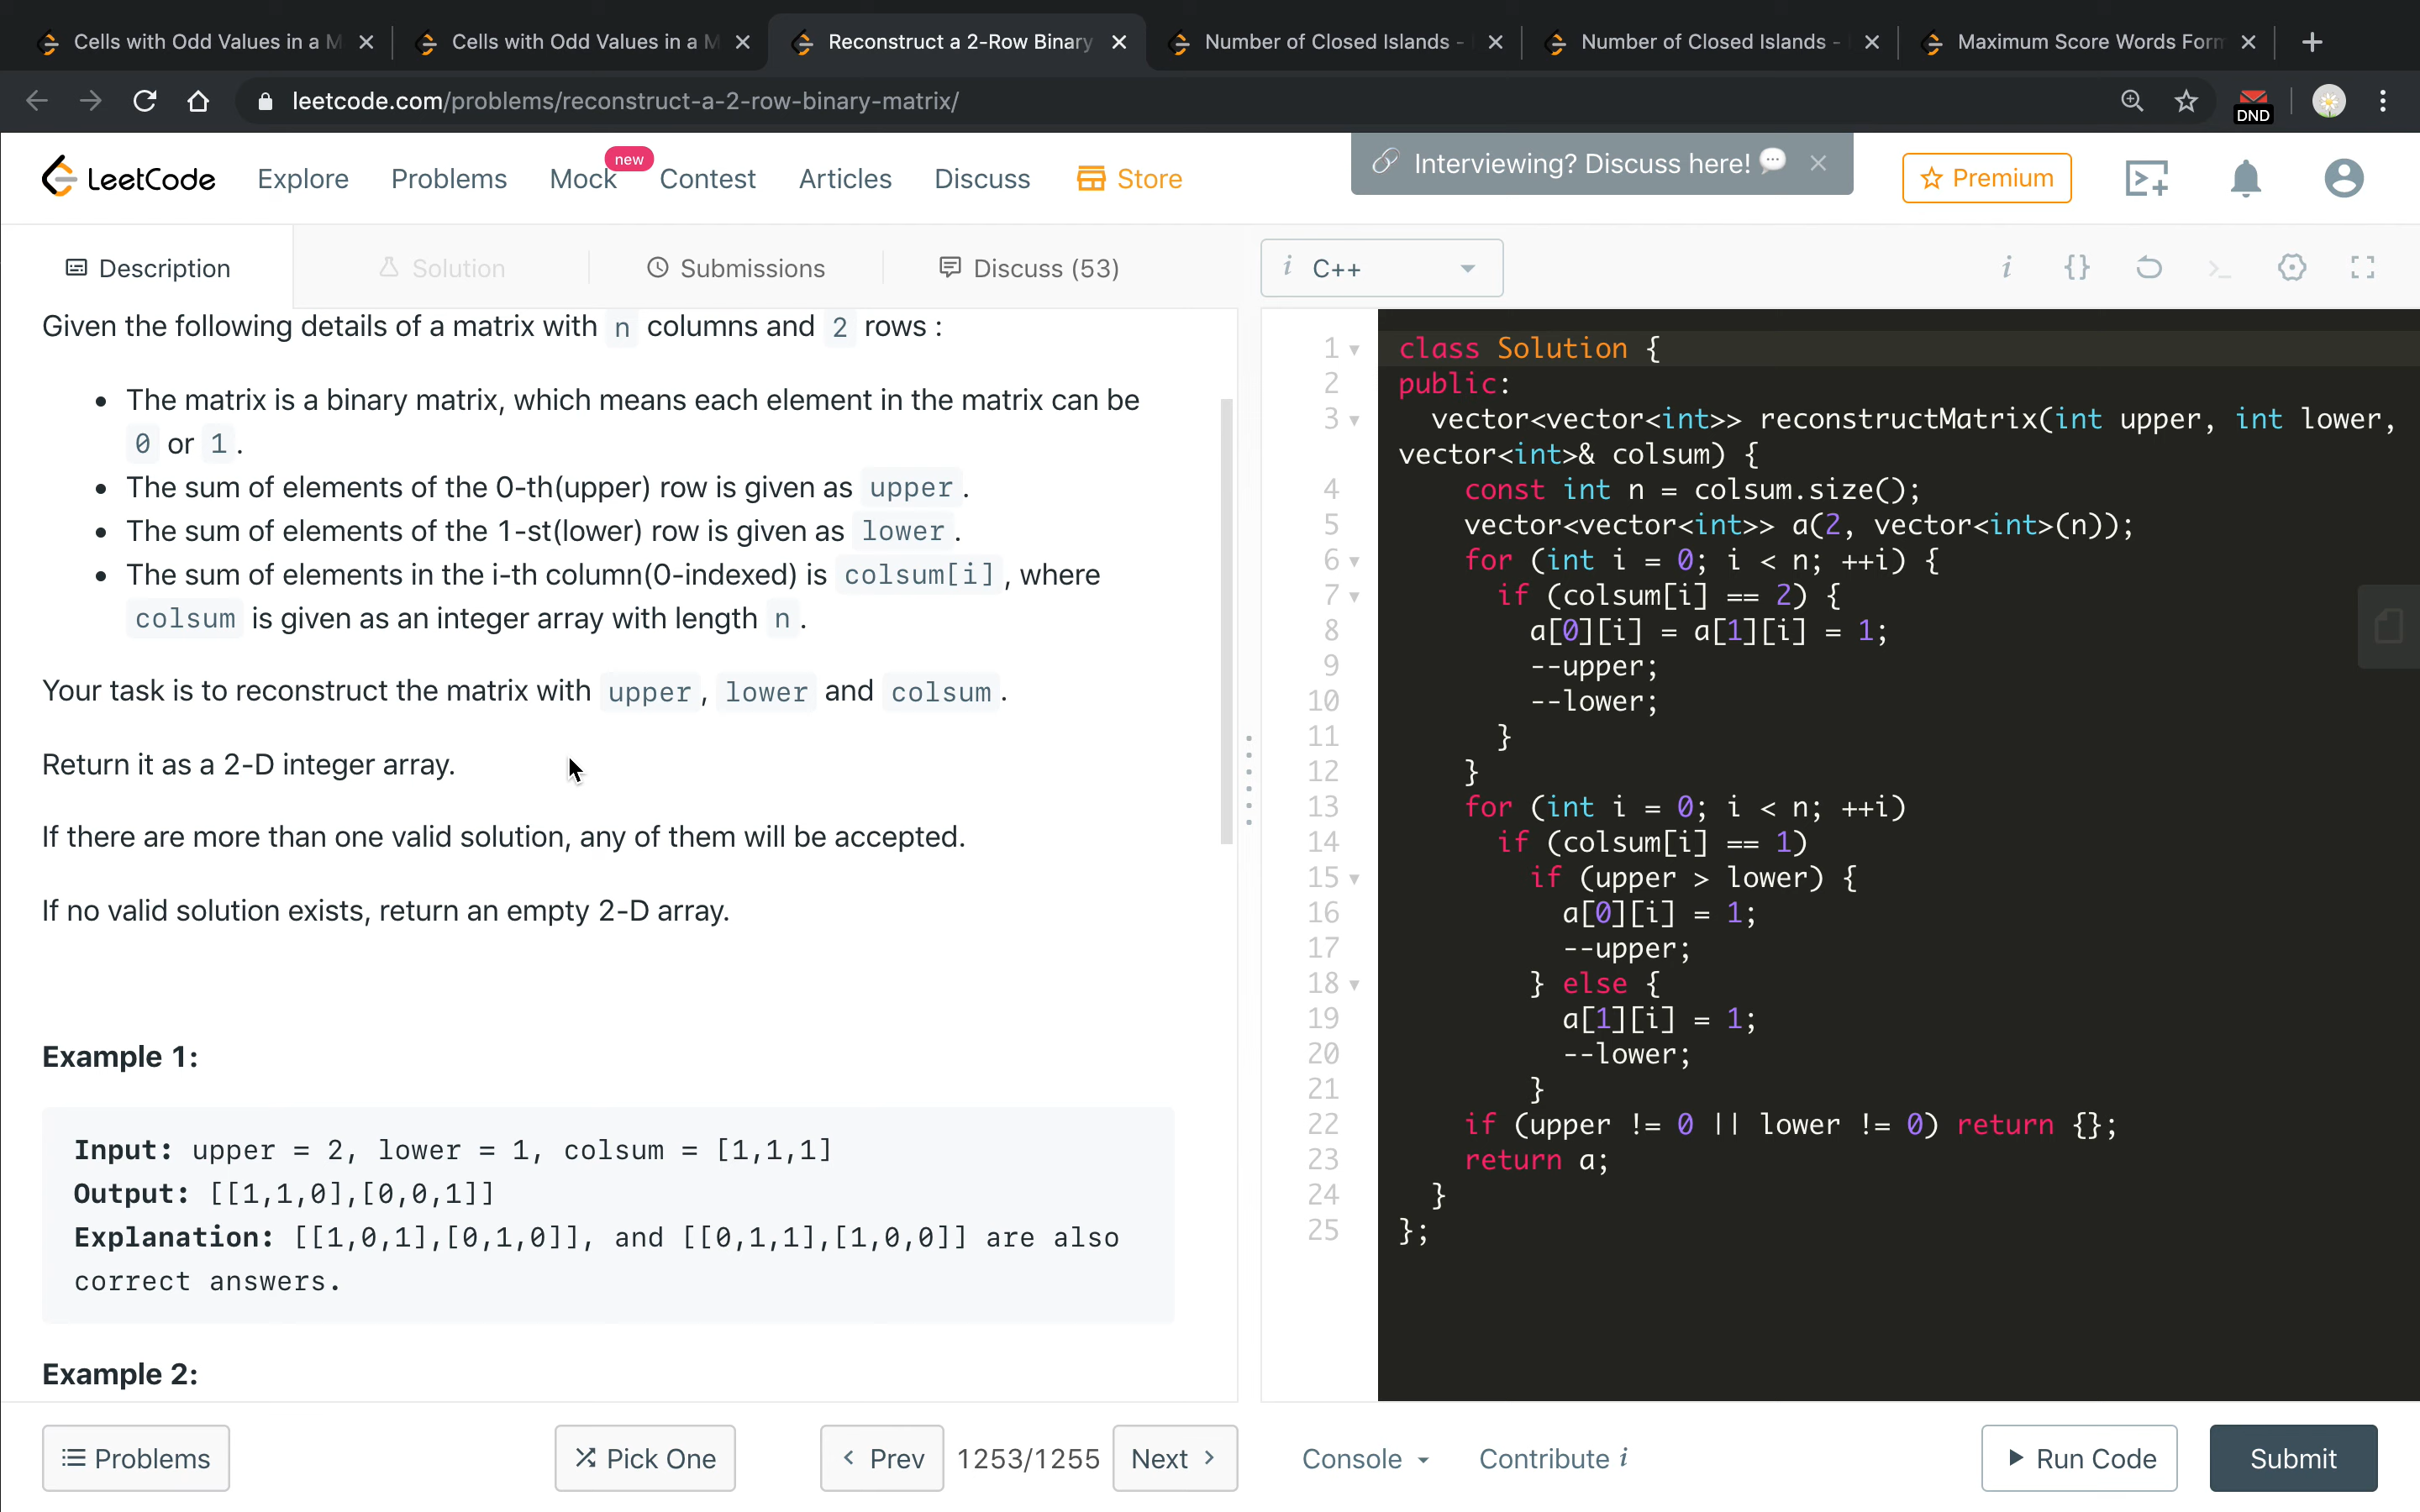 Cells with Odd Values in a M
Cells with Odd Values in a M
Reconstruct a 2-Row Binary
Number of Closed Islands -
Number of Closed Islands -
Maximum Score Words Form
leetcode.com/problems/reconstruct-a-2-row-binary-matrix/
DND
LeetCode
Explore
Problems
Mock
new
Contest
Articles
Discuss
Store
Interviewing? Discuss here!
Premium
Description
Solution
Submissions
Discuss (53)
i C++
Given the following details of a matrix with n columns and 2 rows :
• The matrix is a binary matrix, which means each element in the matrix can be
0 or 1.
• The sum of elements of the 0-th(upper) row is given as upper.
• The sum of elements of the 1-st(lower) row is given as lower.
• The sum of elements in the i-th column(0-indexed) is colsum[i], where
colsum is given as an integer array with length n.
Your task is to reconstruct the matrix with upper, lower and colsum.
Return it as a 2-D integer array.
If there are more than one valid solution, any of them will be accepted.
If no valid solution exists, return an empty 2-D array.
Example 1:
Input: upper = 2, lower = 1, colsum = [1,1,1]
Output: [[1,1,0],[0,0,1]]
Explanation: [[1,0,1],[0,1,0]], and [[0,1,1],[1,0,0]] are also
correct answers.
Example 2:
1 class Solution {
2 public:
3 vector<vector<int>> reconstructMatrix(int upper, int lower,
vector<int>& colsum) {
4 const int n = colsum.size();
5 vector<vector<int>> a(2, vector<int>(n));
6 for (int i = 0; i < n; ++i) {
7 if (colsum[i] == 2) {
8 a[0][i] = a[1][i] = 1;
9 --upper;
10 --lower;
11 }
12 }
13 for (int i = 0; i < n; ++i)
14 if (colsum[i] == 1)
15 if (upper > lower) {
16 a[0][i] = 1;
17 --upper;
18 } else {
19 a[1][i] = 1;
20 --lower;
21 }
22 if (upper != 0 || lower != 0) return {};
23 return a;
24 }
25 };
Problems
Pick One
Prev
1253/1255
Next
Console
Contribute i
Run Code
Submit